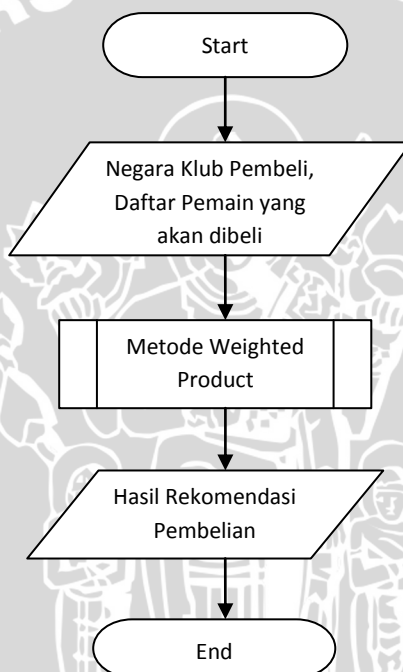 Start
Negara Klub Pembeli,
Daftar Pemain yang
akan dibeli
Metode Weighted
Product
Hasil Rekomendasi
Pembelian
End